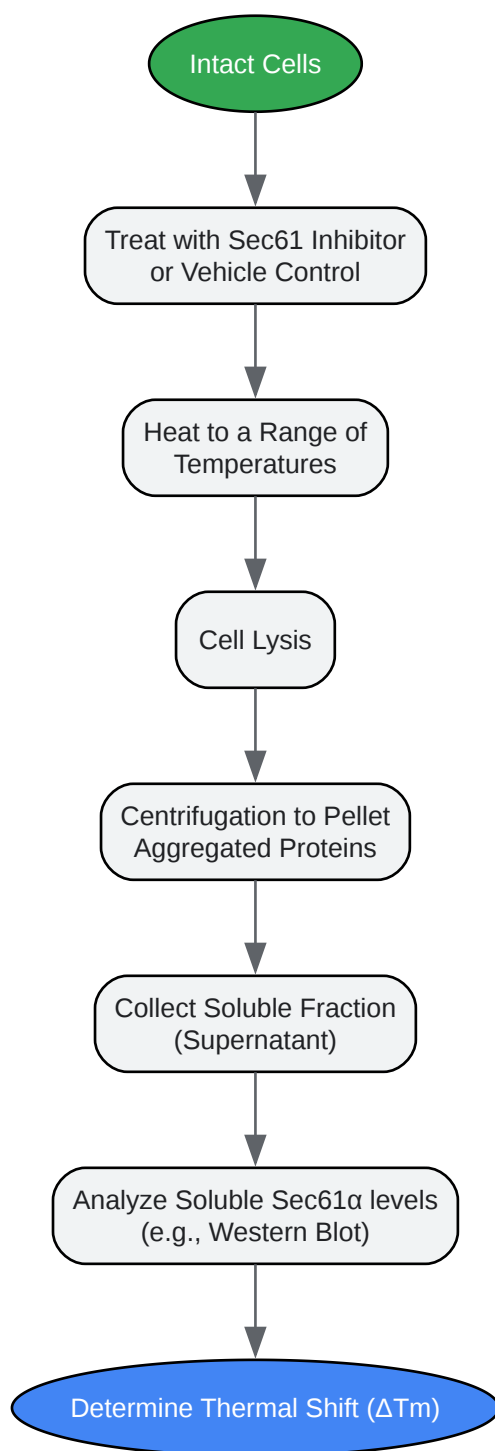 Intact Cells
Treat with Sec61 Inhibitor
or Vehicle Control
Heat to a Range of
Temperatures
Cell Lysis
Centrifugation to Pellet
Aggregated Proteins
Collect Soluble Fraction
(Supernatant)
Analyze Soluble Sec61α levels
(e.g., Western Blot)
Determine Thermal Shift (ΔTm)